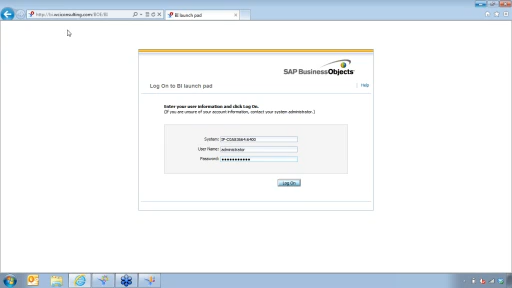 BI launch pad
SAP BusinessObjects
Log On to BI launch pad
Help
Enter your user information and click Log On.
(If you are unsure of your account information, contact your system administrator.)
System:
User Name: administrator
Password:
Log On